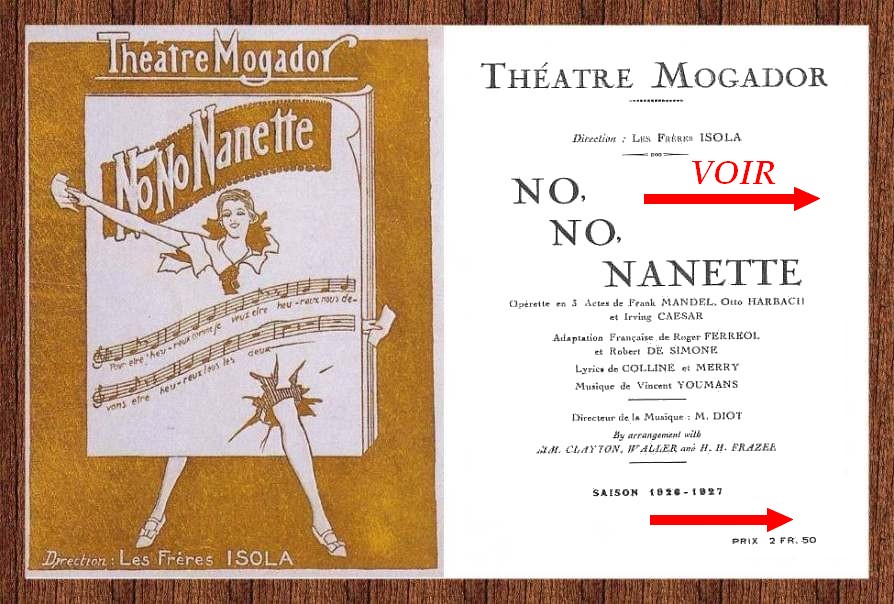 Théâtre Mogador
No No Nanette
Pour être heu-reux comme je veux être heu-reux nous de-
vons être heu-reux tous les deux
Direction : Les Frères ISOLA
THÉATRE MOGADOR
Direction : LES FRÈRES ISOLA
VOIR
NO,
NO,
NANETTE
Opérette en 3 Actes de Frank MANDEL, Otto HARBACH
et Irving CAESAR
Adaptation Française de Roger FERREOL
et Robert DE SIMONE
Lyrics de COLLINE et MERRY
Musique de Vincent YOUMANS
Directeur de la Musique : M. DIOT
By arrangement with
MM. CLAYTON, WALLER and H. H. FRAZEE
SAISON 1926-1927
PRIX 2 FR. 50